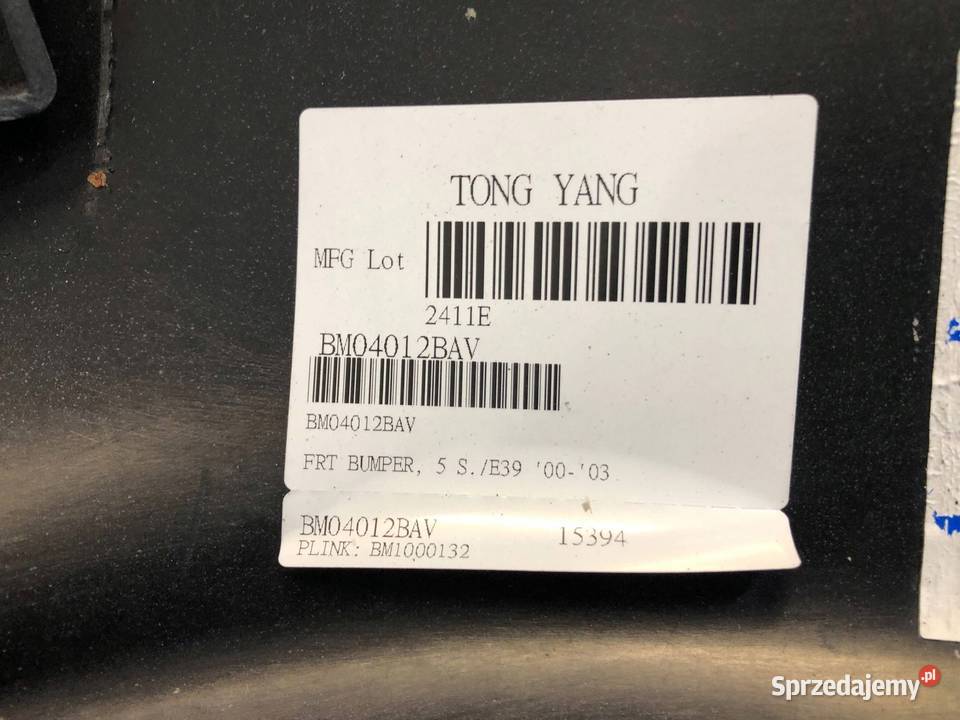 TONG YANG
MFG Lot
2411E
BM04012BAV
BM04012BAV
FRT BUMPER, 5 S./E39 '00-'03
BM04012BAV 15394
PLINK: BM1000132
Sprzedajemy.pl